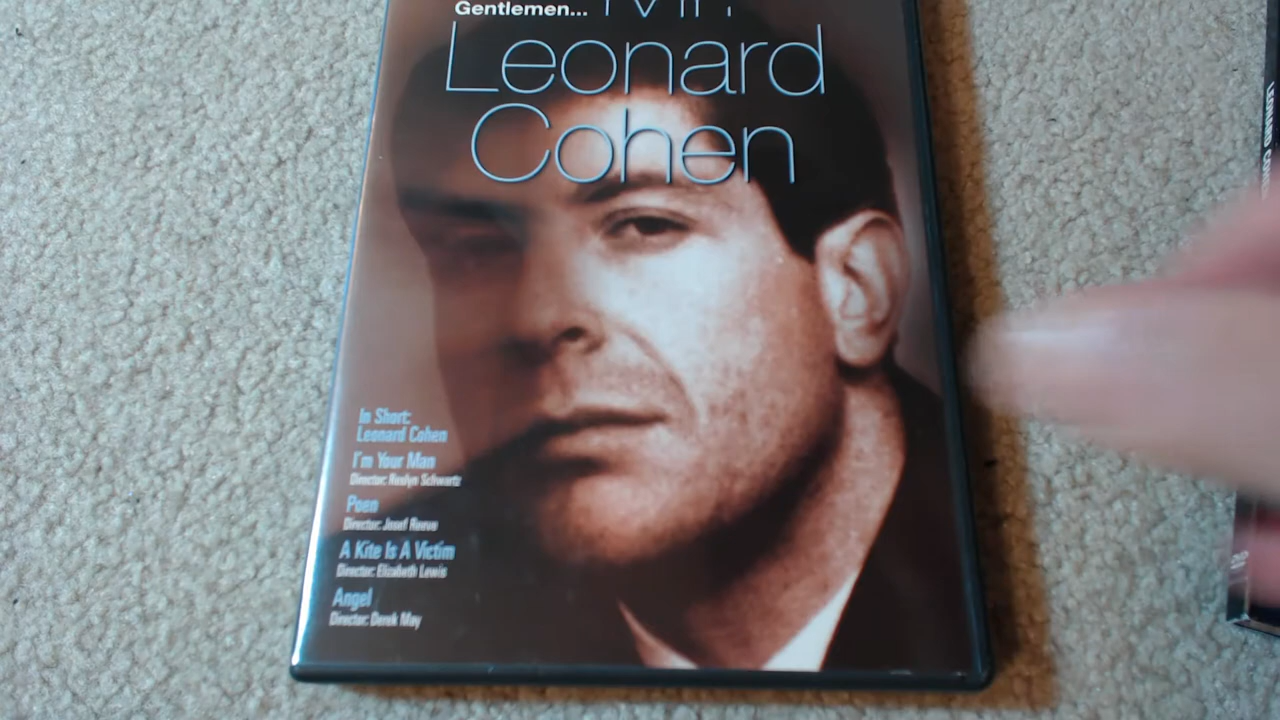 Gentlemen...
Leonard
Cohen
In Short:
Leonard Cohen
I'm Your Man
Director: Roslyn Schwartz
Poen
Director: Josef Reeve
A Kite Is A Victim
Director: Elizabeth Lewis
Angel
Director: Derek May
LEONARD